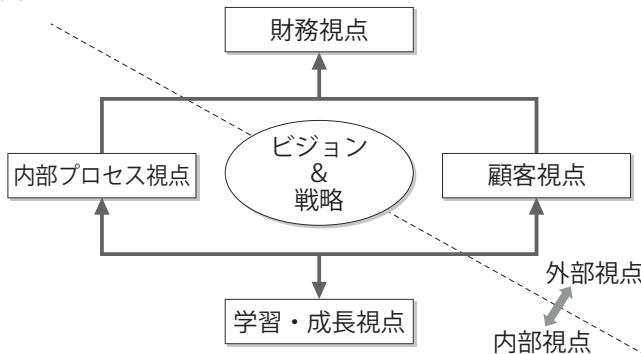 財務視点
ビジョン
&
戦略
内部プロセス視点
顧客視点
外部視点
学習・成長視点
内部視点